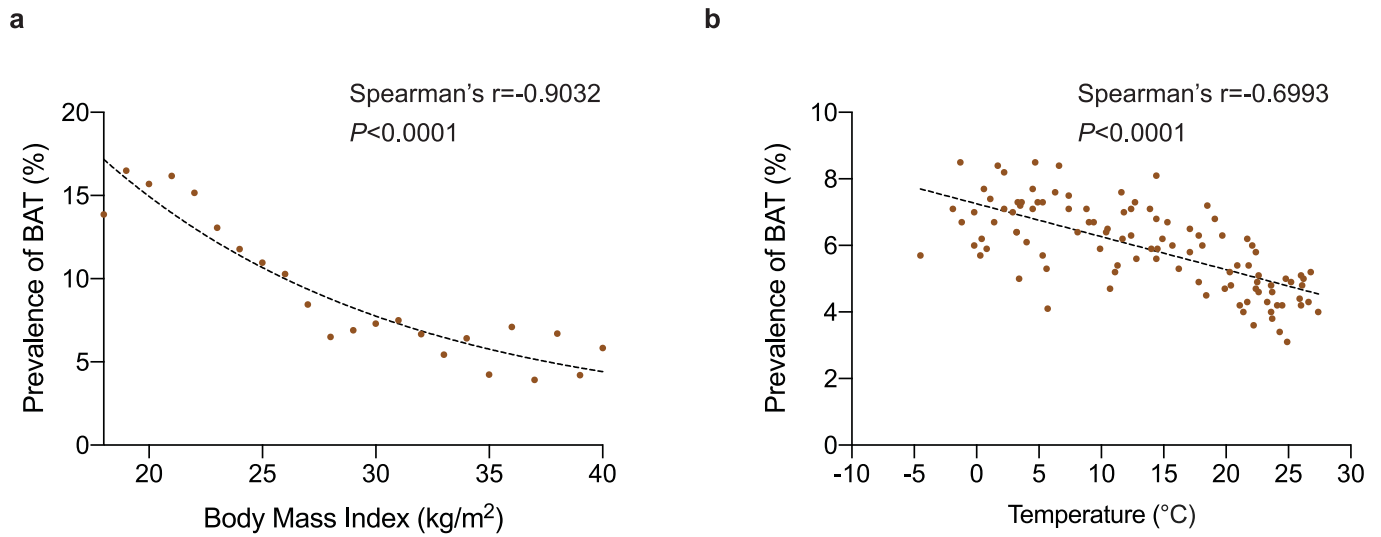 a
Spearman's r=-0.9032
P<0.0001
Prevalence of BAT (%)
20
15
10
5
0
20 25 30 35 40
Body Mass Index (kg/m²)
b
Spearman's r=-0.6993
P<0.0001
Prevalence of BAT (%)
10
8
6
4
2
0
-10 -5 0 5 10 15 20 25 30
Temperature (°C)